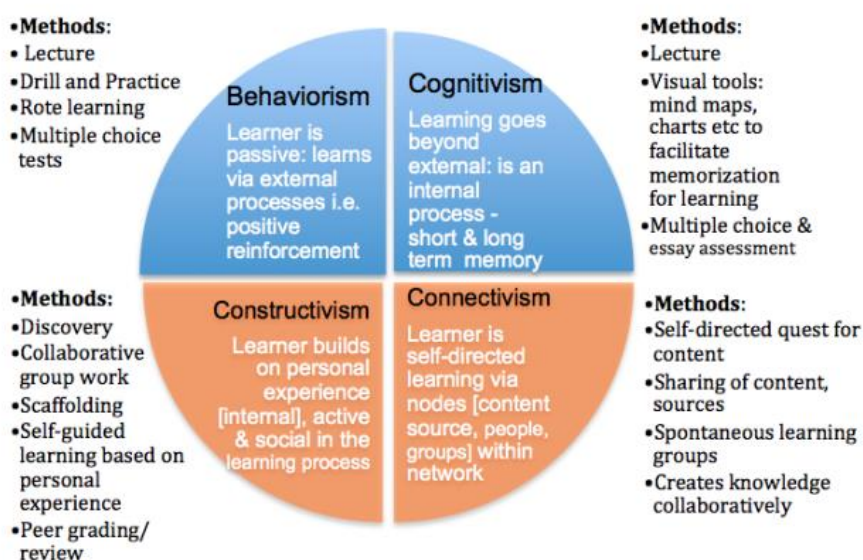 •Methods:
• Lecture
•Drill and Practice
•Rote learning
•Multiple choice
tests
Behaviorism
Learner is
passive: learns
via external
processes i.e.
positive
reinforcement
Cognitivism
Learning goes
beyond
external: is an
internal
process -
short & long
term memory
•Methods:
•Lecture
•Visual tools:
mind maps,
charts etc to
facilitate
memorization
for learning
•Multiple choice &
essay assessment
•Methods:
•Discovery
•Collaborative
group work
•Scaffolding
•Self-guided
learning based on
personal
experience
•Peer grading/
review
Constructivism
Learner builds
on personal
experience
[internal], active
& social in the
learning process
Connectivism
Learner is
self-directed
learning via
nodes [content
source, people,
groups] within
network
•Methods:
•Self-directed quest for
content
•Sharing of content,
sources
•Spontaneous learning
groups
•Creates knowledge
collaboratively